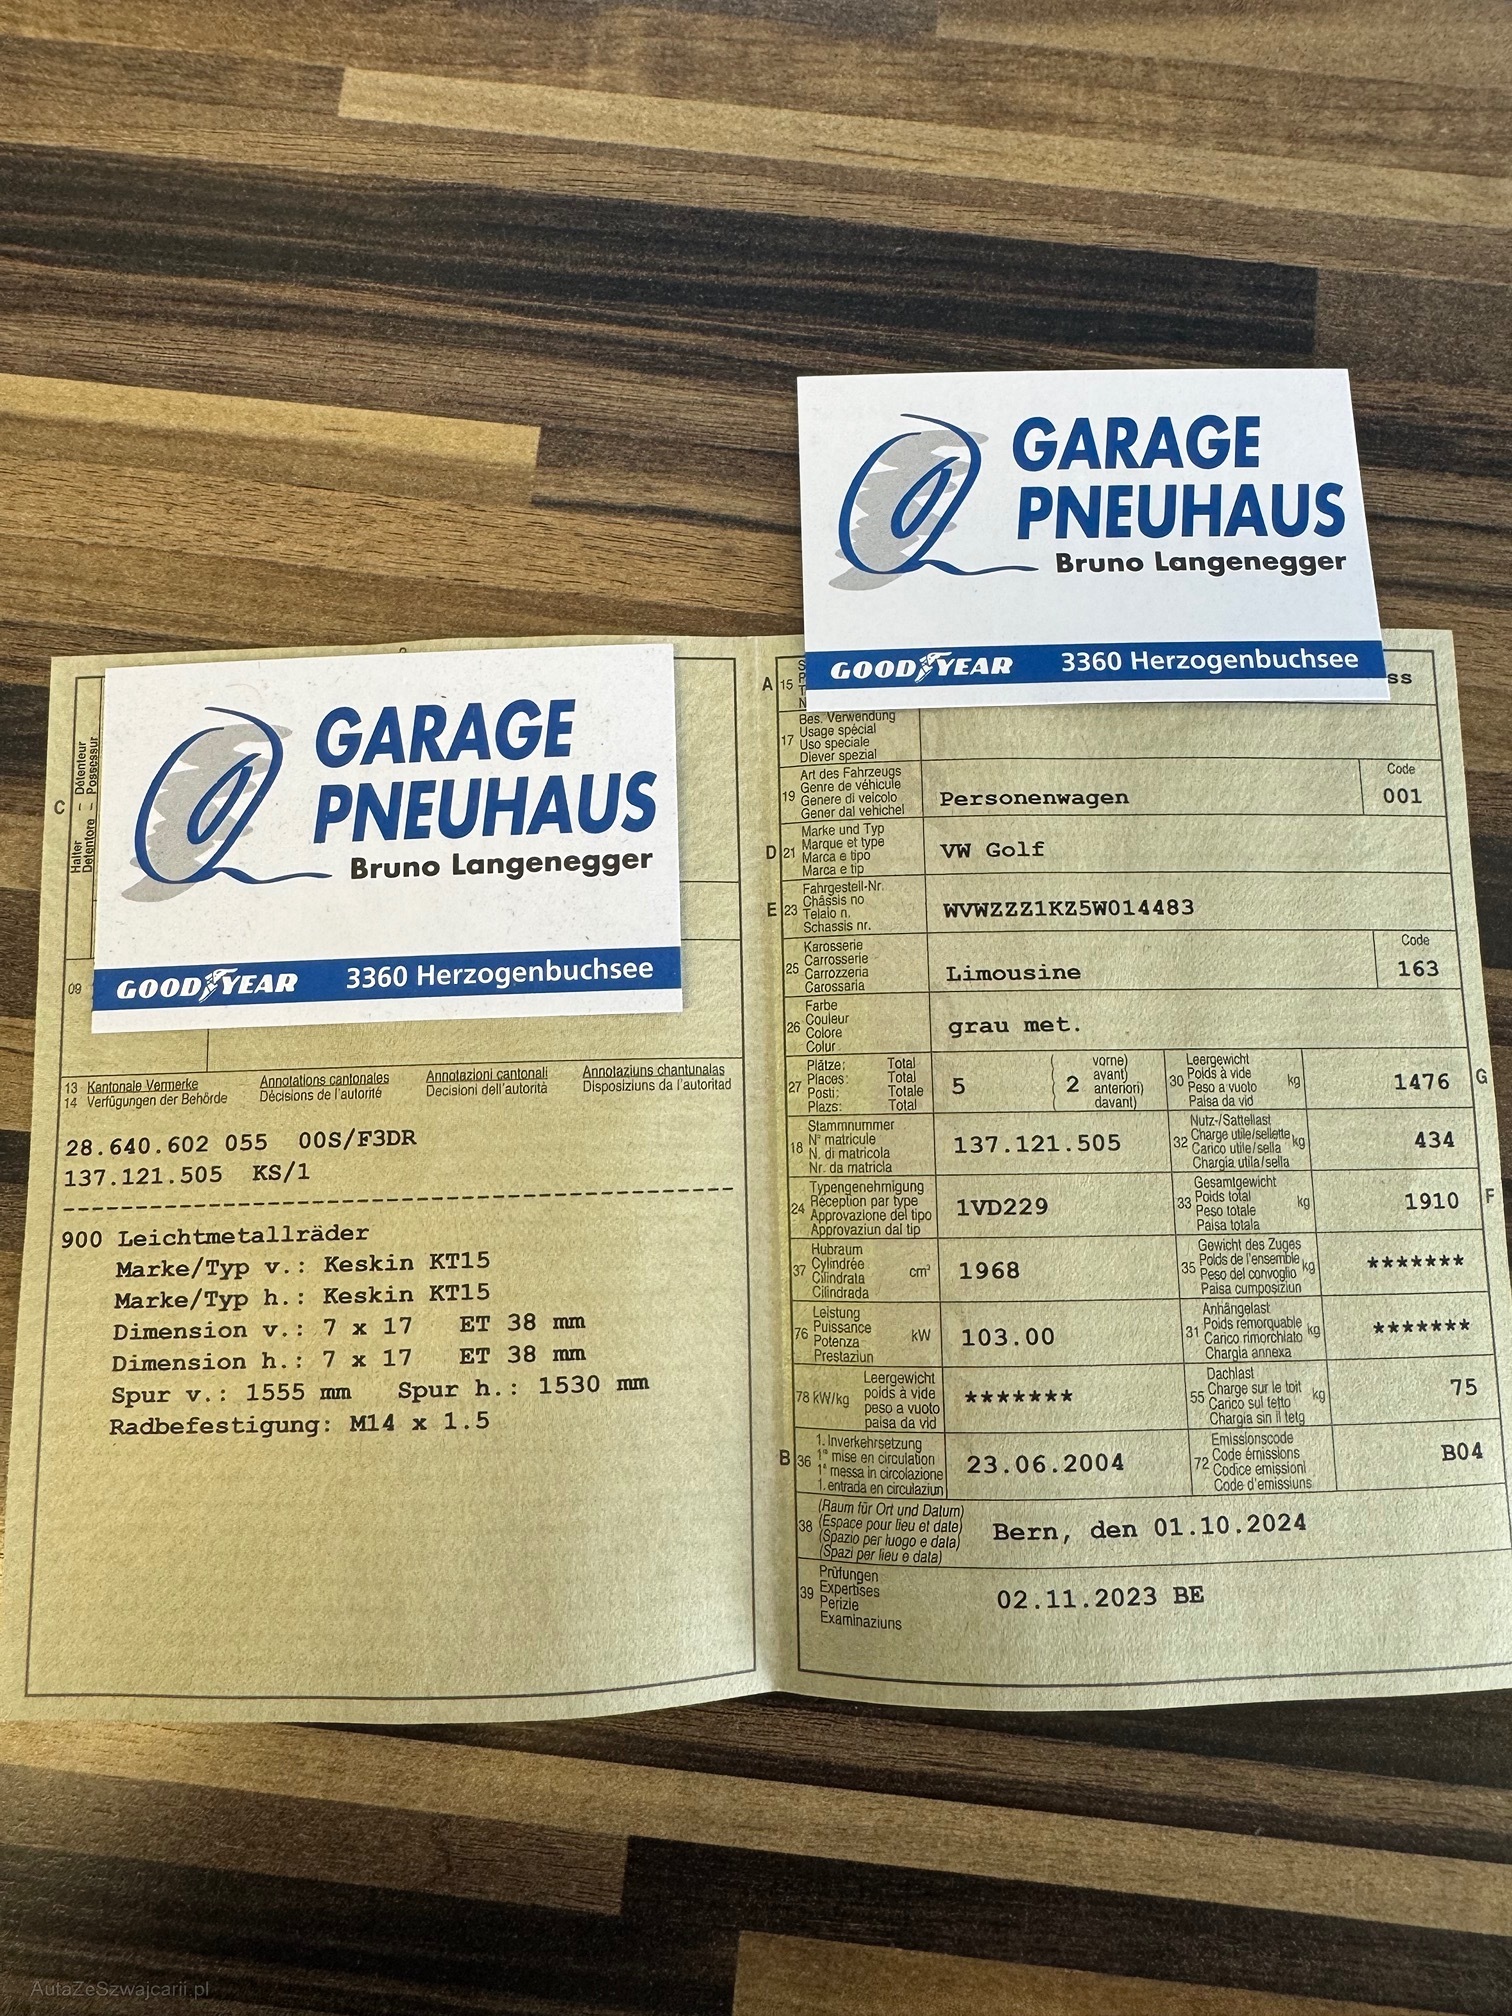 GARAGE
PNEUHAUS
Bruno Langenegger
GOODYEAR 3360 Herzogenbuchsee
GARAGE
PNEUHAUS
Bruno Langenegger
GOODYEAR 3360 Herzogenbuchsee
C
Halter – Détenteur
Detentore – Possessur
09
13 Kantonale Vermerke Annotations cantonales Annotazioni cantonali Annotaziuns chantunalas
14 Verfügungen der Behörde Décisions de l'autorité Decisioni dell'autorità Disposiziuns da l'autoritad
28.640.602 055 00S/F3DR
137.121.505 KS/1
900 Leichtmetallräder
Marke/Typ v.: Keskin KT15
Marke/Typ h.: Keskin KT15
Dimension v.: 7 x 17 ET 38 mm
Dimension h.: 7 x 17 ET 38 mm
Spur v.: 1555 mm Spur h.: 1530 mm
Radbefestigung: M14 x 1.5
A 15 ss
17 Bes. Verwendung
Usage spécial
Uso speciale
Diever spezial
19 Art des Fahrzeugs
Genre de véhicule
Genere di veicolo
Gener dal vehichel
Personenwagen
Code
001
D 21 Marke und Typ
Marque et type
Marca e tipo
Marca e tip
VW Golf
E 23 Fahrgestell-Nr.
Châssis no
Telaio n.
Schassis nr.
WVWZZZ1KZ5W014483
25 Karosserie
Carrosserie
Carrozzeria
Carossaria
Limousine
Code
163
26 Farbe
Couleur
Colore
Colur
grau met.
27 Plätze: Total
Places: Total
Posti: Totale
Plazs: Total
5 ( 2 vorne)
( avant)
( anteriori)
( davant)
30 Leergewicht
Poids à vide
Peso a vuoto
Paisa da vid
kg 1476 G
18 Stammnummer
N° matricule
N. di matricola
Nr. da matricla
137.121.505
32 Nutz-/Sattellast
Charge utile/sellette
Carico utile/sella
Chargia utila/sella
kg 434
24 Typengenehmigung
Réception par type
Approvazione del tipo
Approvaziun dal tip
1VD229
33 Gesamtgewicht
Poids total
Peso totale
Paisa totala
kg 1910 F
37 Hubraum
Cylindrée
Cilindrata
Cilindrada
cm³ 1968
35 Gewicht des Zuges
Poids de l'ensemble
Peso del convoglio
Paisa cumposiziun
kg *******
76 Leistung
Puissance
Potenza
Prestaziun
kW 103.00
31 Anhängelast
Poids remorquable
Carico rimorchiato
Chargia annexa
kg *******
78 kW/kg Leergewicht
poids à vide
peso a vuoto
paisa da vid
*******
55 Dachlast
Charge sur le toit
Carico sul tetto
Chargia sin il tetg
kg 75
B 36 1. Inverkehrsetzung
1re mise en circulation
1a messa in circolazione
1. entrada en circulaziun
23.06.2004
72 Emissionscode
Code émissions
Codice emissioni
Code d'emissiuns
B04
38 (Raum für Ort und Datum)
(Espace pour lieu et date)
(Spazio per luogo e data)
(Spazi per lieu e data)
Bern, den 01.10.2024
39 Prüfungen
Expertises
Perizie
Examinaziuns
02.11.2023 BE
AutaZeSzwajcarii.pl